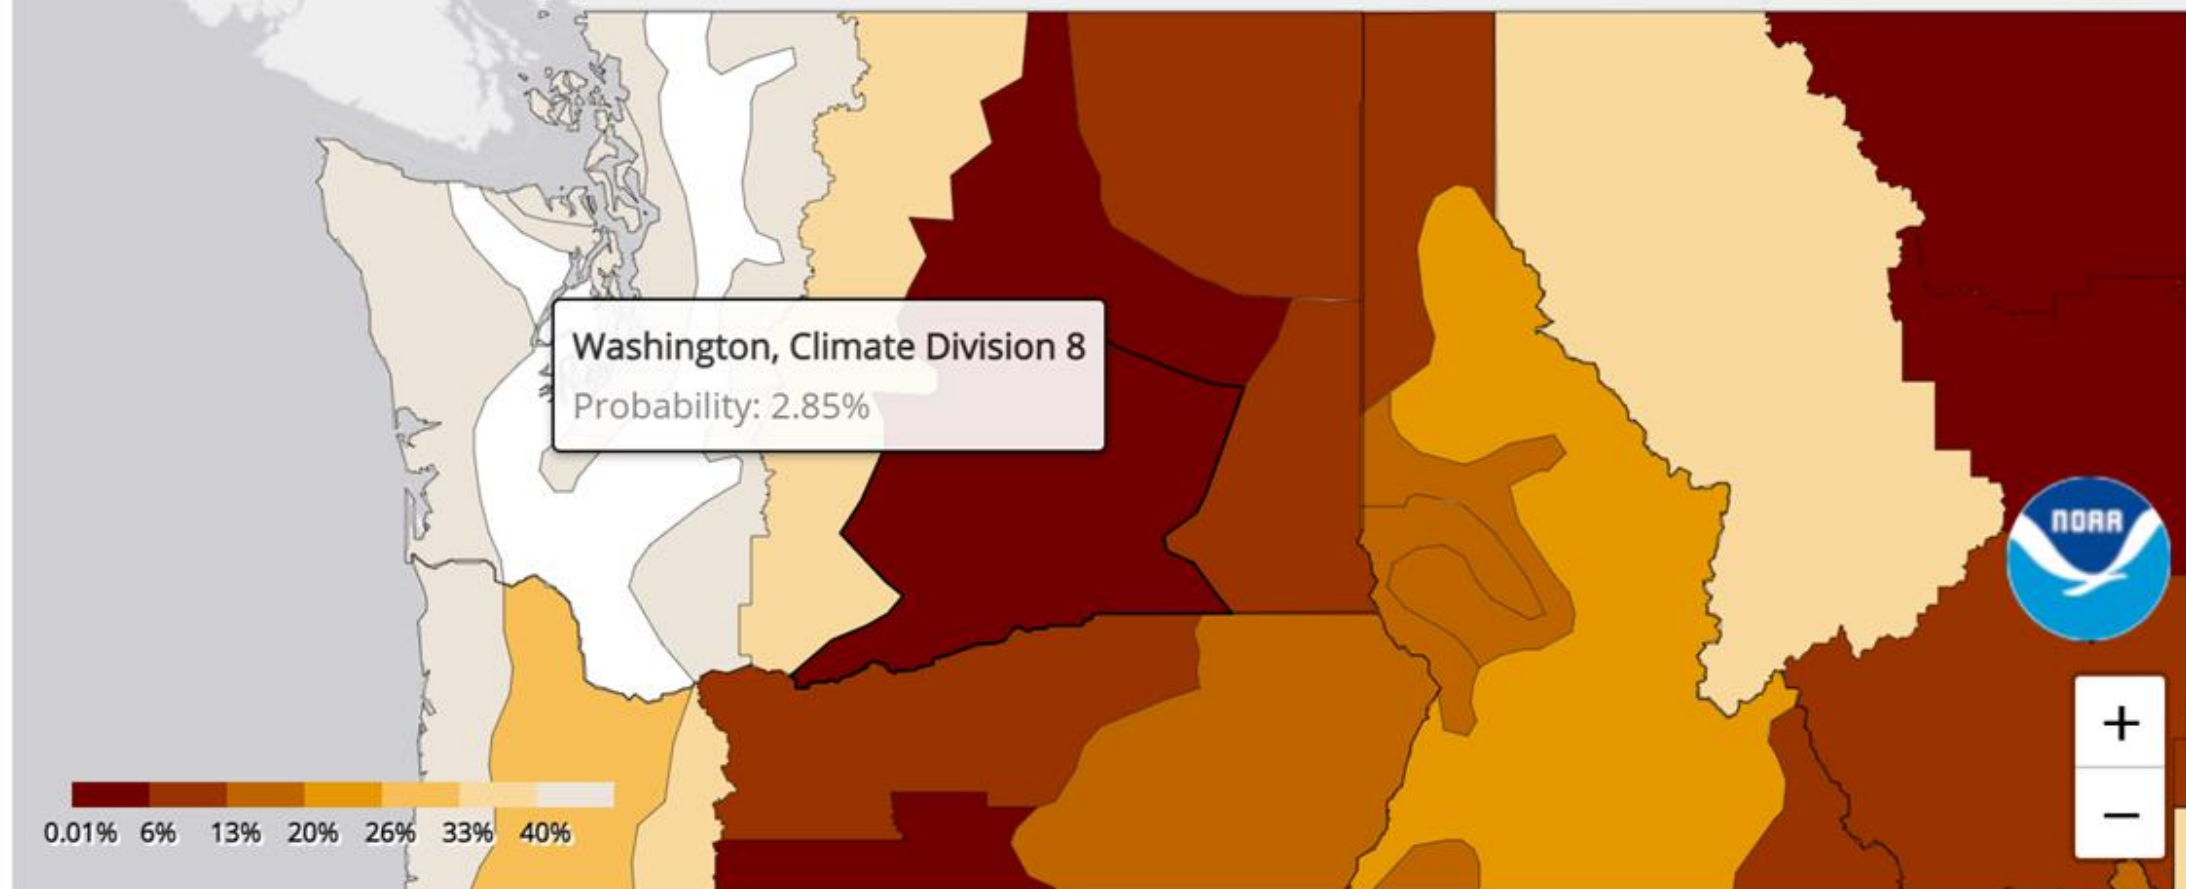 Washington, Climate Division 8
Probability: 2.85%
NOAA
+
−
0.01% 6% 13% 20% 26% 33% 40%